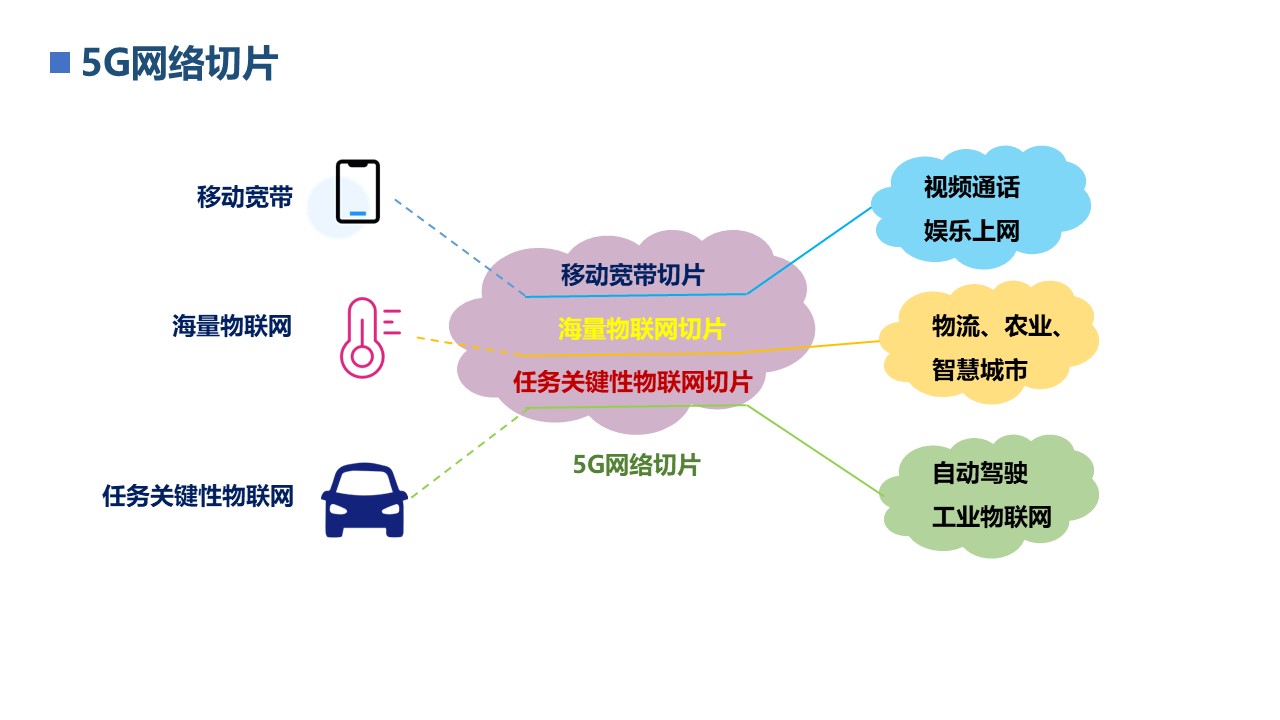 5G网络切片
移动宽带
海量物联网
任务关键性物联网
移动宽带切片
海量物联网切片
任务关键性物联网切片
5G网络切片
视频通话
娱乐上网
物流、农业、
智慧城市
自动驾驶
工业物联网